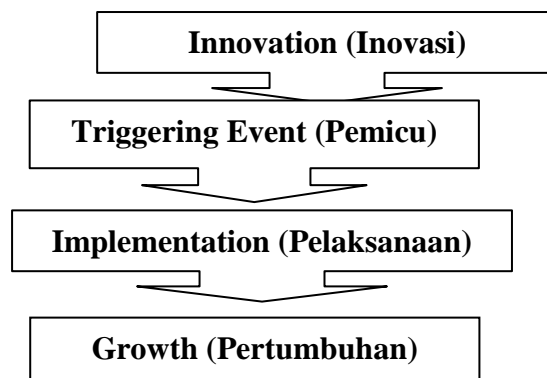 Innovation (Inovasi)
Triggering Event (Pemicu)
Implementation (Pelaksanaan)
Growth (Pertumbuhan)